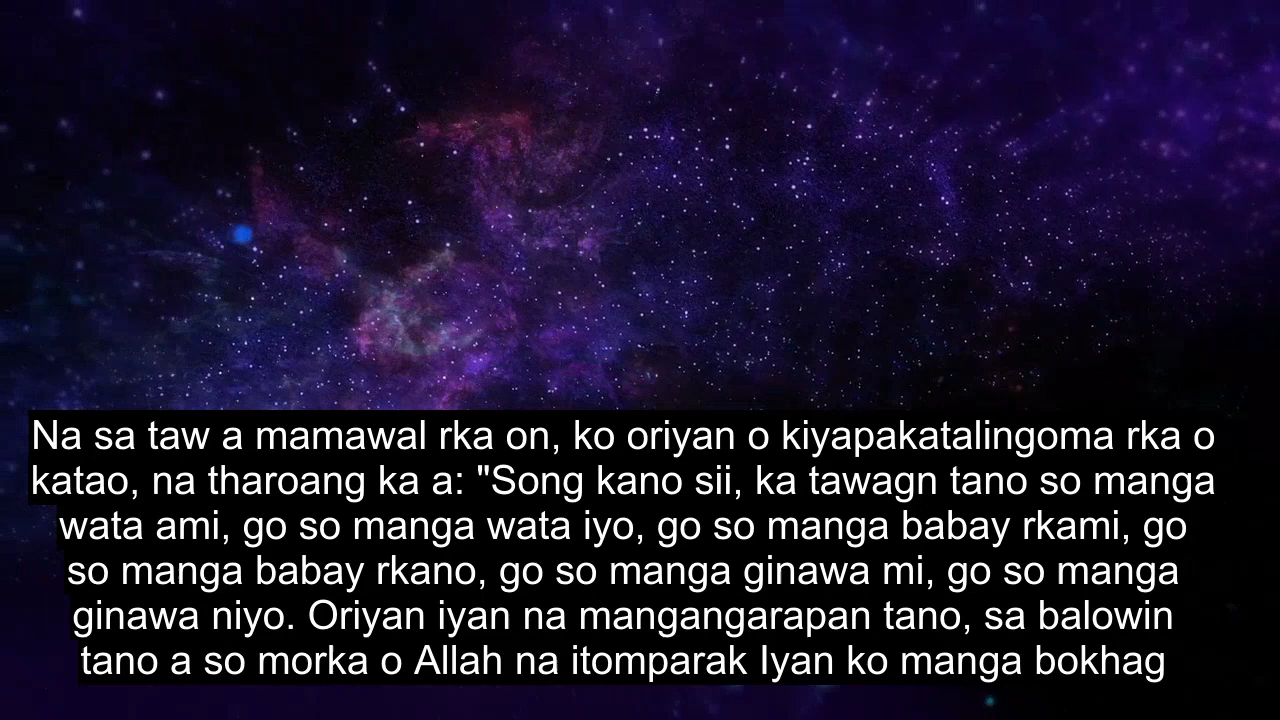 Na sa taw a mamawal rka on, ko oriyan o kiyapakatalingoma rka o
katao, na tharoang ka a: "Song kano sii, ka tawagn tano so manga
wata ami, go so manga wata iyo, go so manga babay rkami, go
so manga babay rkano, go so manga ginawa mi, go so manga
ginawa niyo. Oriyan iyan na mangangarapan tano, sa balowin
tano a so morka o Allah na itomparak Iyan ko manga bokhag